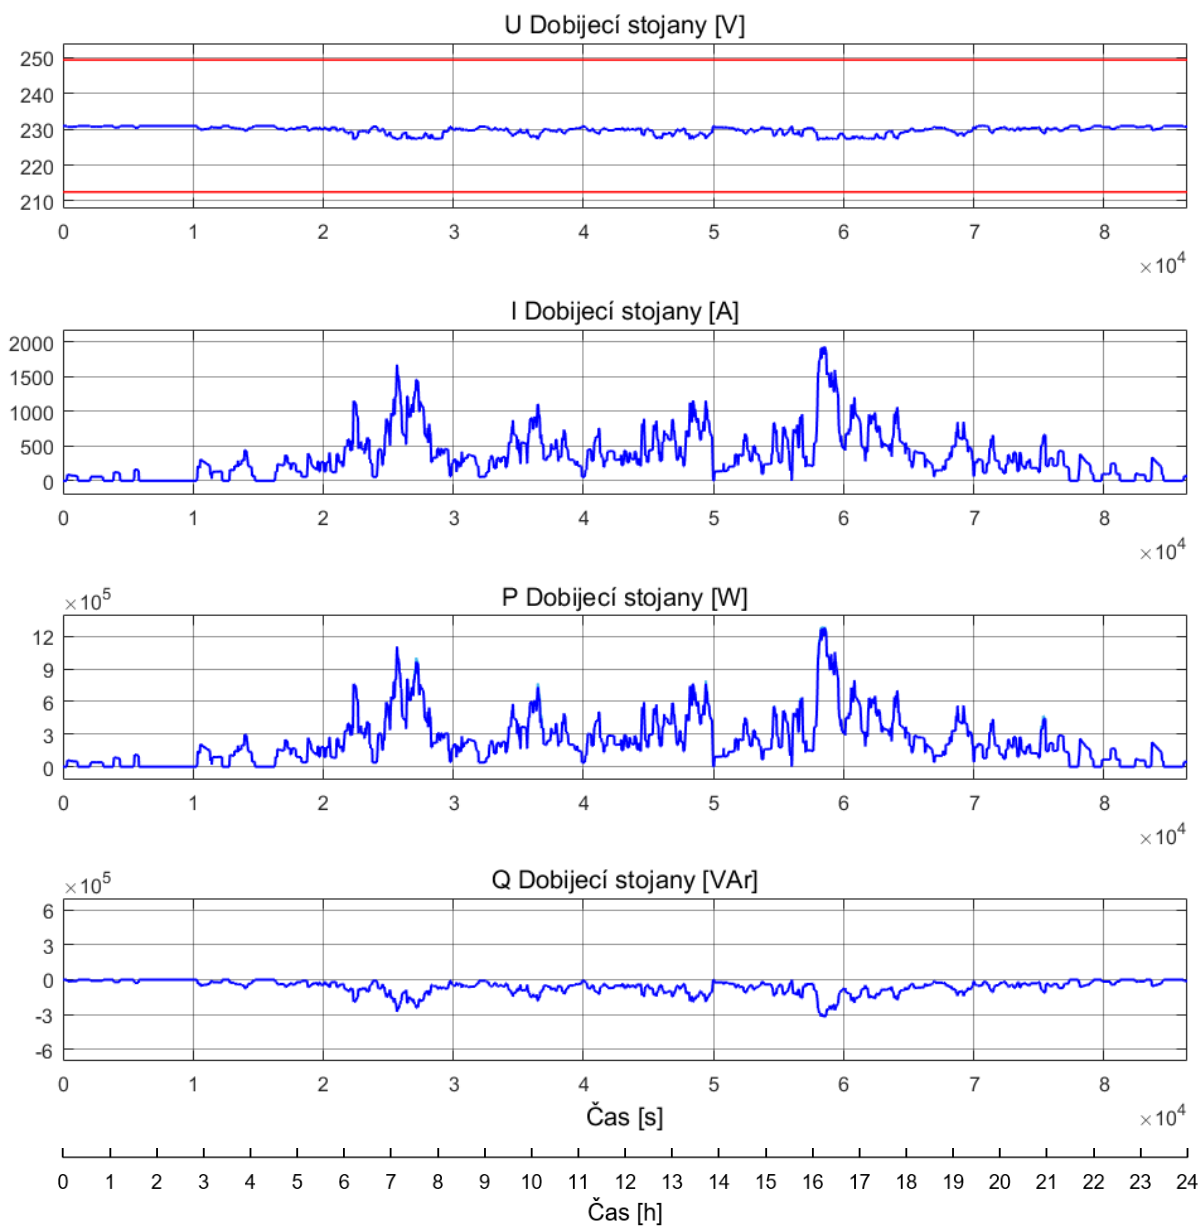 U Dobijecí stojany [V]
250
240
230
220
210
0 1 2 3 4 5 6 7 8
×10⁴
I Dobijecí stojany [A]
2000
1500
1000
500
0
0 1 2 3 4 5 6 7 8
×10⁴
P Dobijecí stojany [W]
×10⁵
12
9
6
3
0
0 1 2 3 4 5 6 7 8
×10⁴
Q Dobijecí stojany [VAr]
×10⁵
6
3
0
-3
-6
0 1 2 3 4 5 6 7 8
Čas [s]
×10⁴
0 1 2 3 4 5 6 7 8 9 10 11 12 13 14 15 16 17 18 19 20 21 22 23 24
Čas [h]